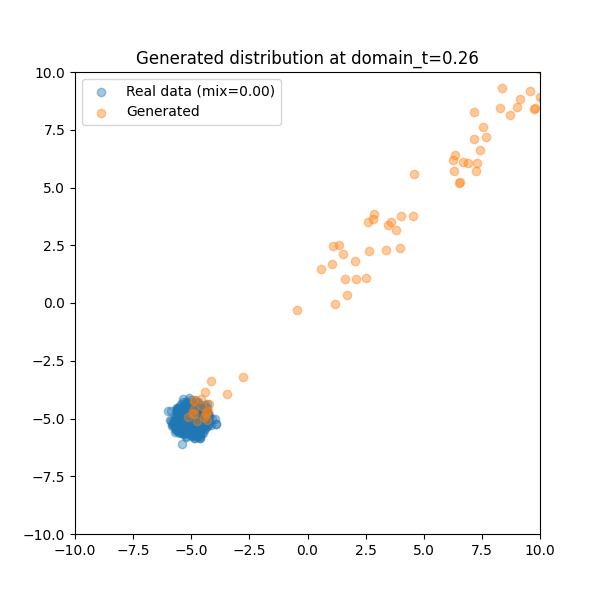 Generated distribution at domain_t=0.26
Real data (mix=0.00)
Generated
10.0
7.5
5.0
2.5
0.0
−2.5
−5.0
−7.5
−10.0
−10.0 −7.5 −5.0 −2.5 0.0 2.5 5.0 7.5 10.0